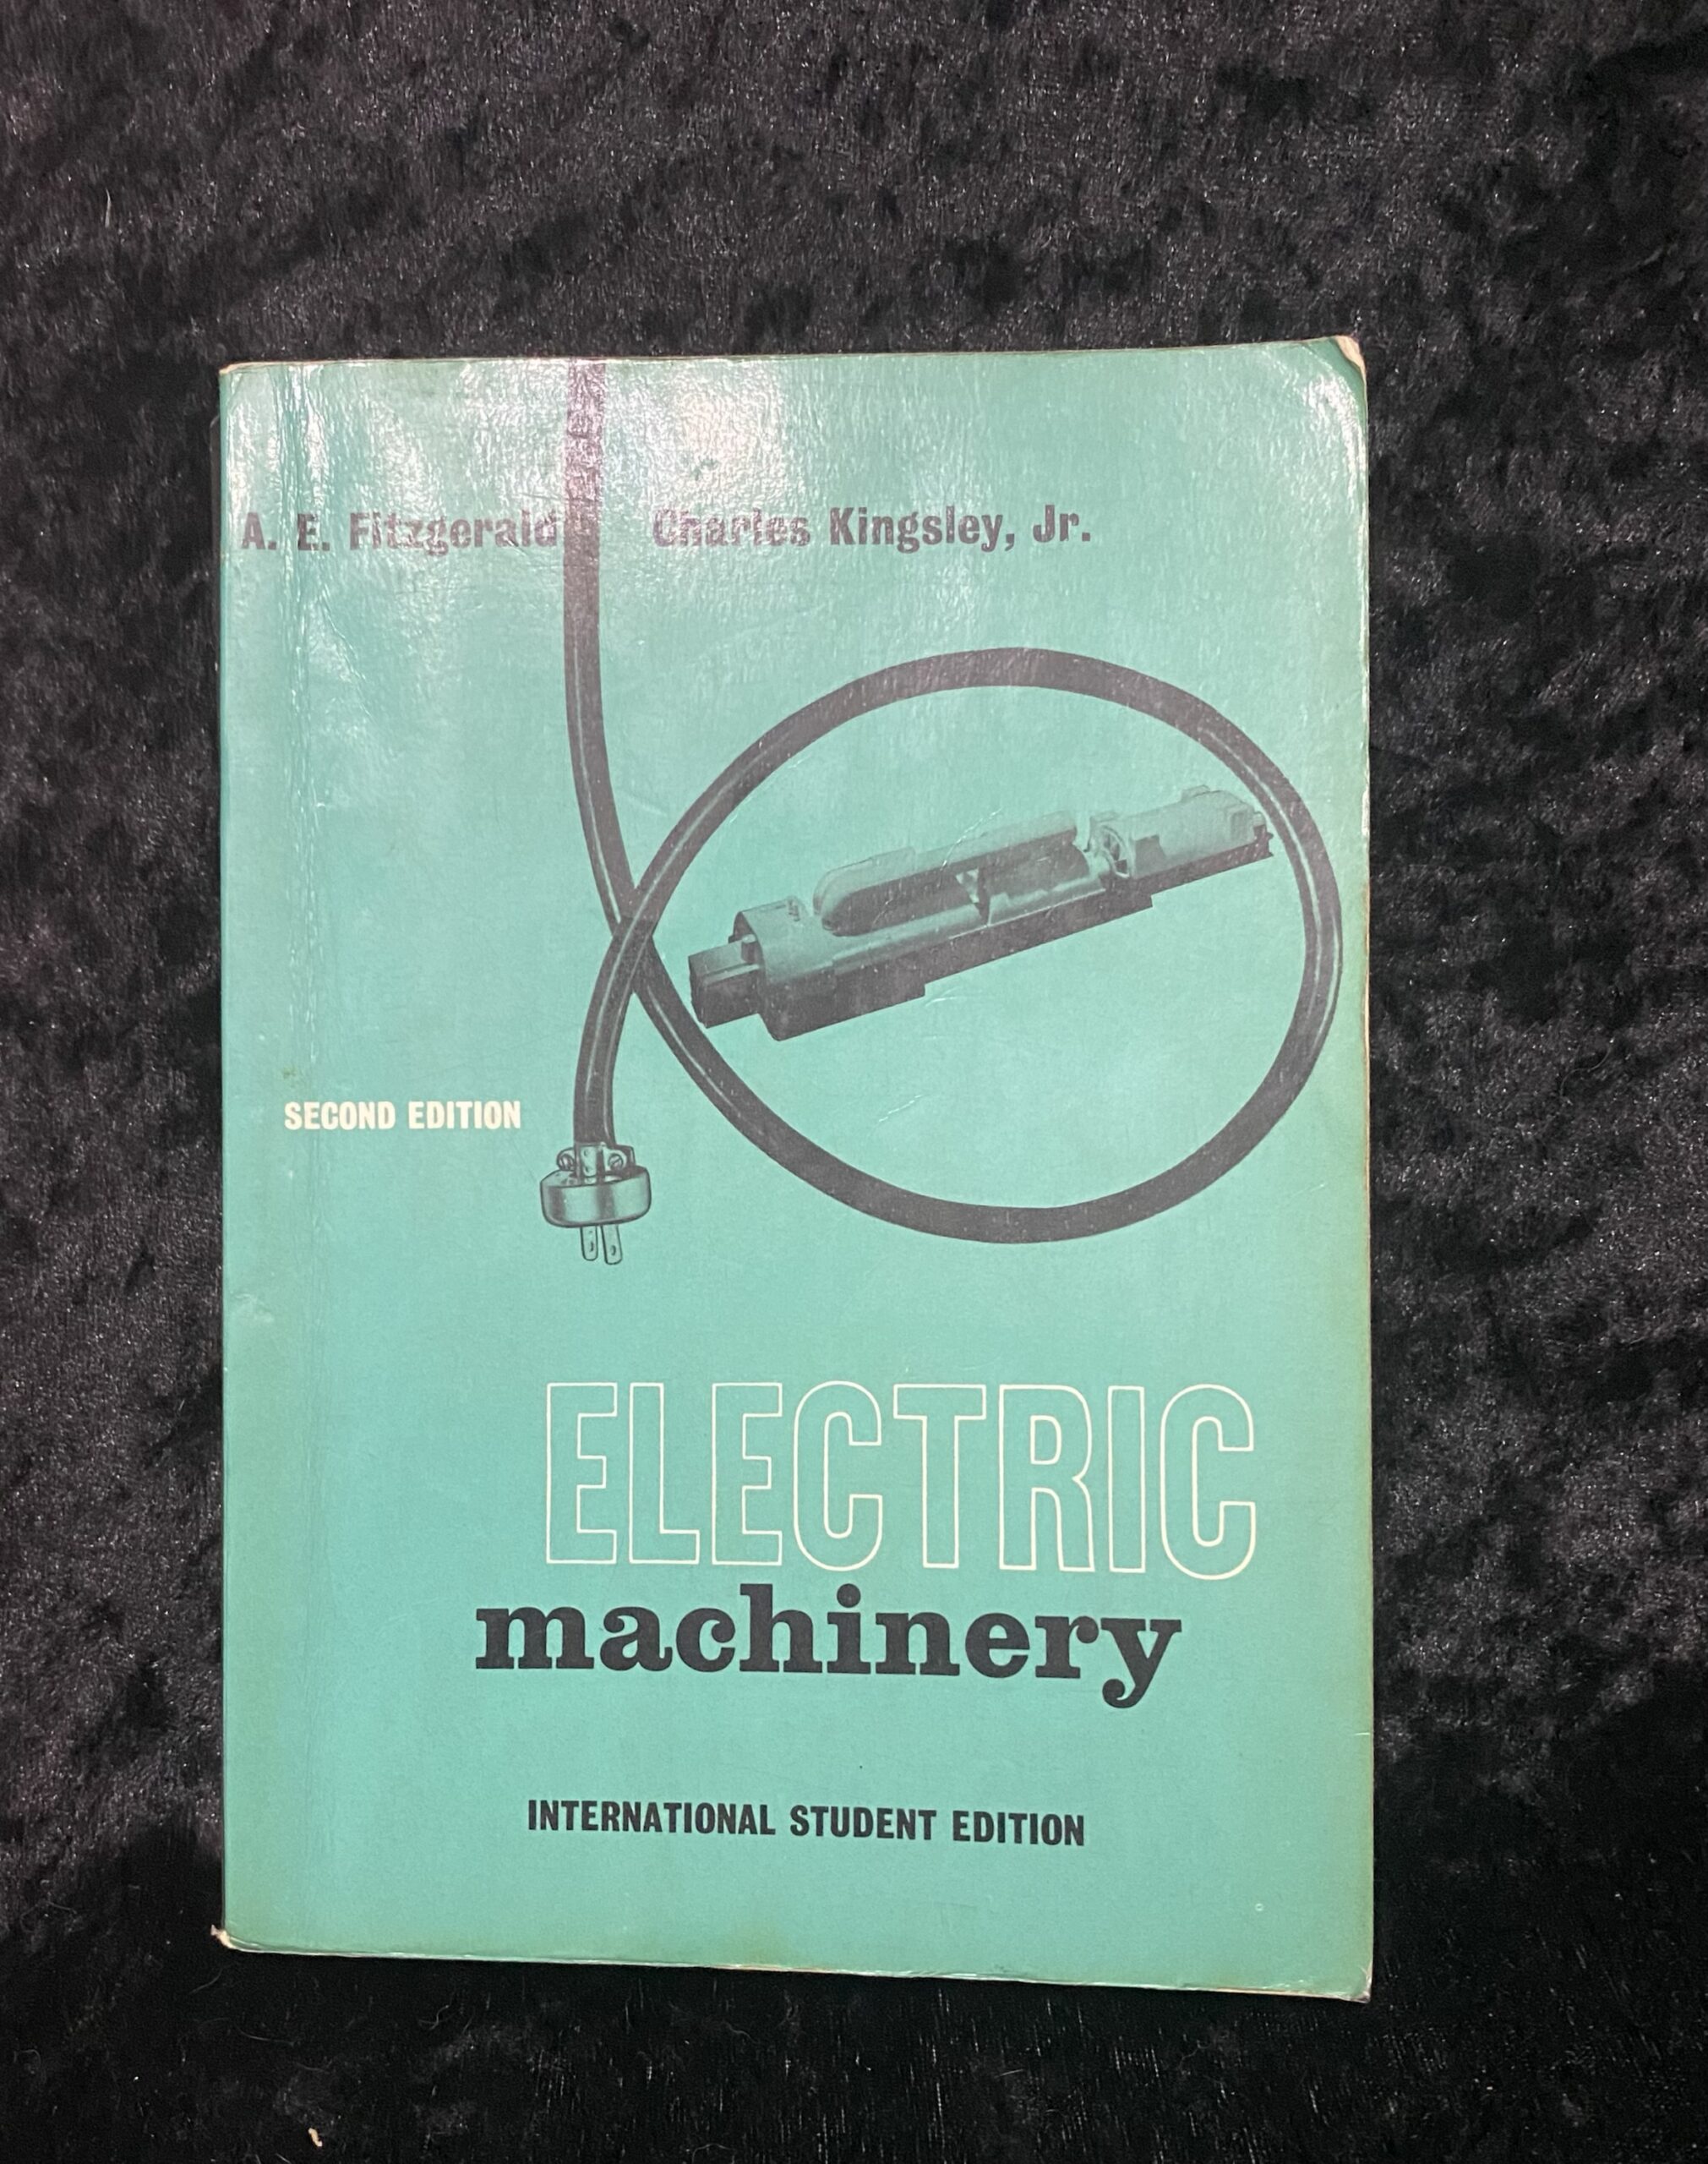 A. E. Fitzgerald Charles Kingsley, Jr.
SECOND EDITION
ELECTRIC
machinery
INTERNATIONAL STUDENT EDITION